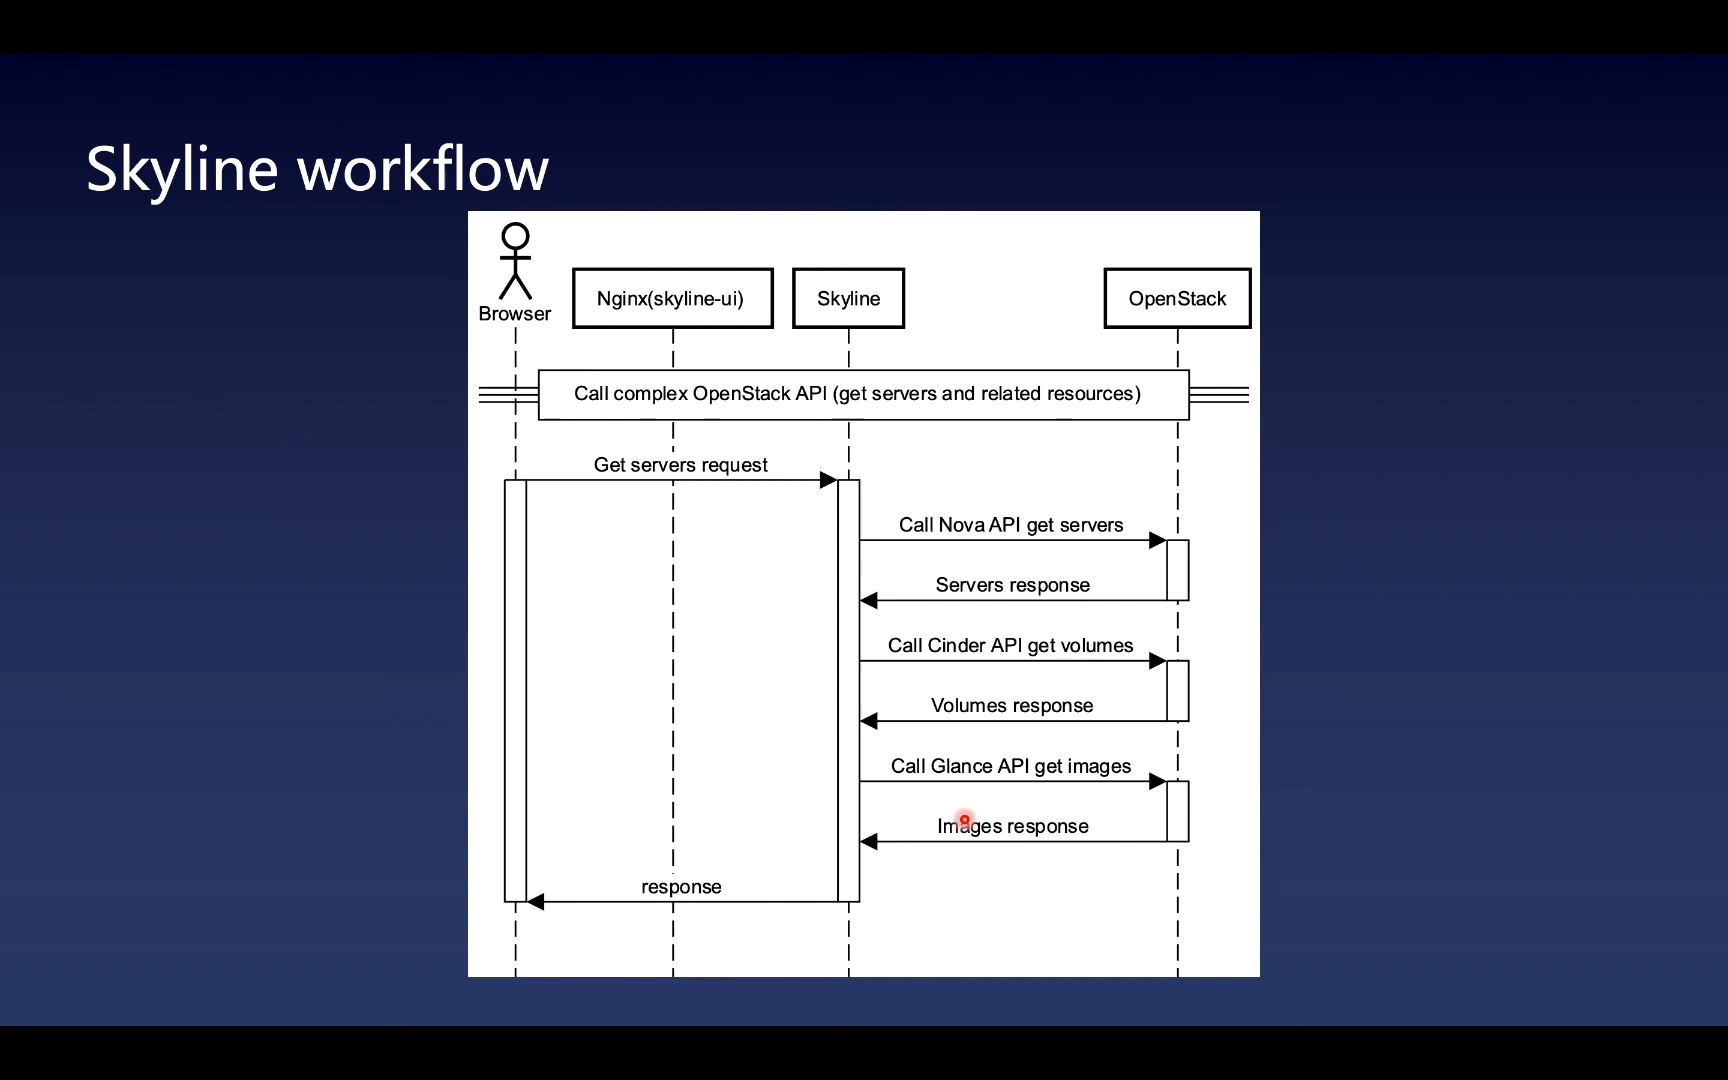 Skyline workflow
Browser
Nginx(skyline-ui)
Skyline
OpenStack
Call complex OpenStack API (get servers and related resources)
Get servers request
Call Nova API get servers
Servers response
Call Cinder API get volumes
Volumes response
Call Glance API get images
Images response
response